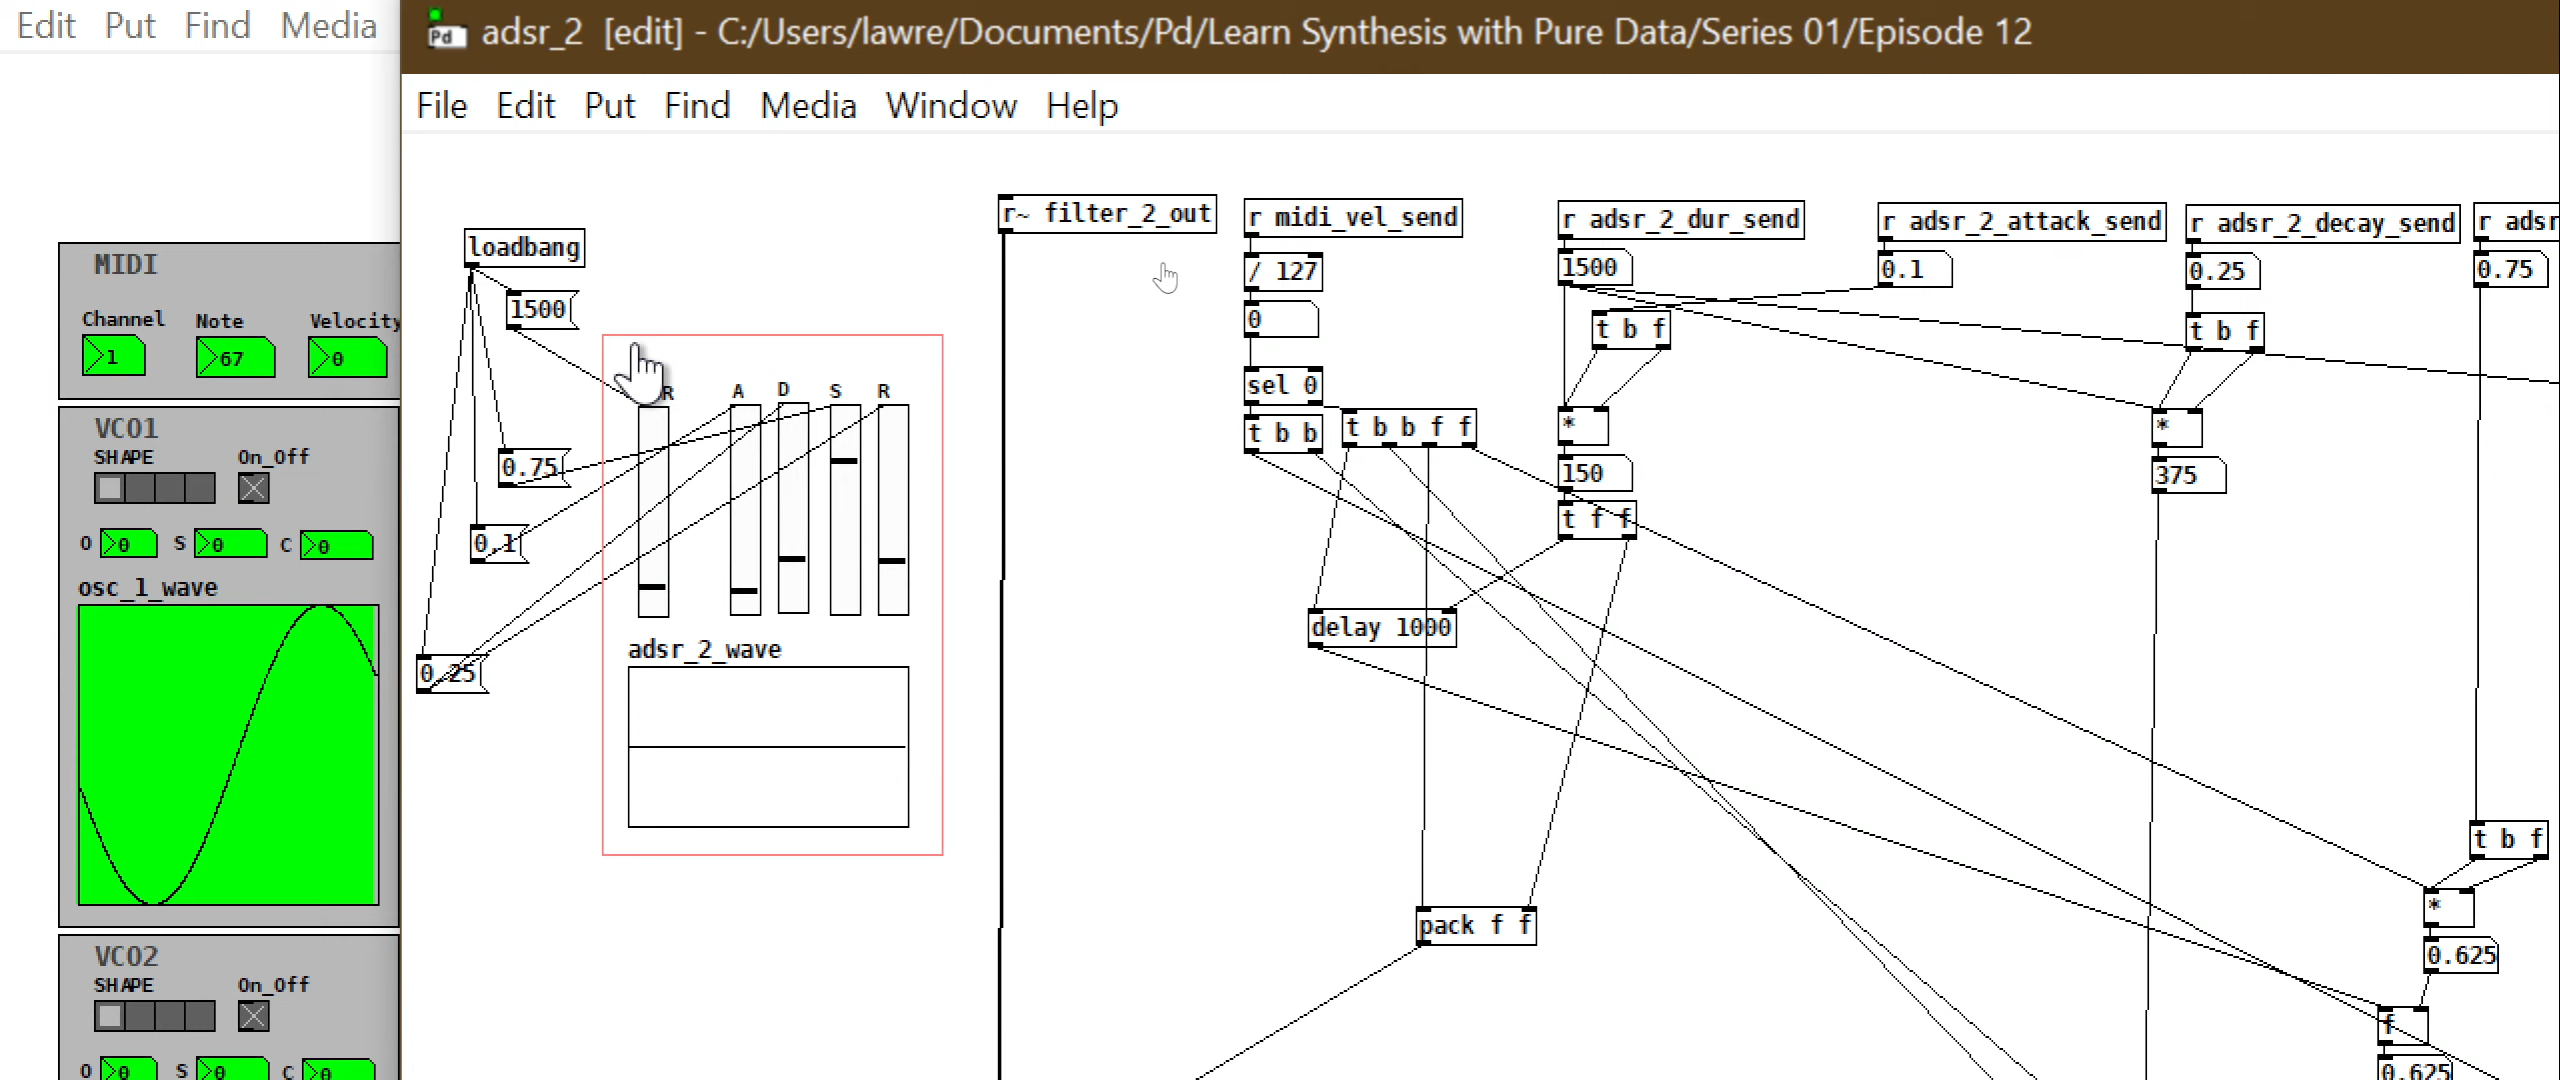 Edit Put Find Media
adsr_2 [edit] - C:/Users/lawre/Documents/Pd/Learn Synthesis with Pure Data/Series 01/Episode 12
File Edit Put Find Media Window Help
MIDI
Channel Note Velocity
1 67 0
VCO1
SHAPE On_Off
O 0 S 0 C 0
osc_1_wave
VCO2
SHAPE On_Off
O 0 S 0 C 0
loadbang
1500
0.75
0.1
0.25
R A D S R
adsr_2_wave
r~ filter_2_out
r midi_vel_send
/ 127
0
sel 0
t b b
t b b f f
delay 1000
pack f f
r adsr_2_dur_send
1500
t b f
*
150
t f f
r adsr_2_attack_send
0.1
r adsr_2_decay_send
0.25
t b f
*
375
r adsr
0.75
t b f
*
0.625
f
0.625